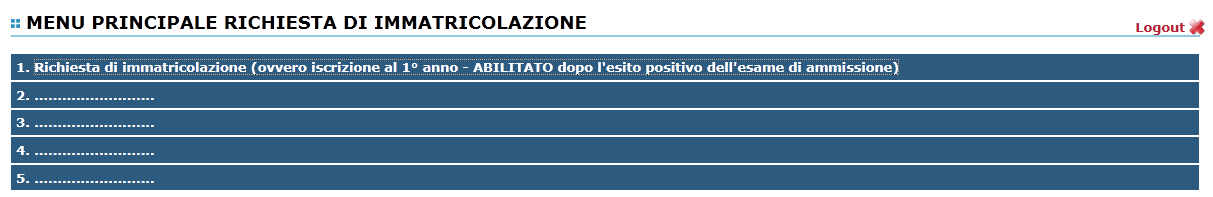 MENU PRINCIPALE RICHIESTA DI IMMATRICOLAZIONE
Logout
1. Richiesta di immatricolazione (ovvero iscrizione al 1° anno - ABILITATO dopo l'esito positivo dell'esame di ammissione)
2. ..........................
3. ..........................
4. ..........................
5. ..........................